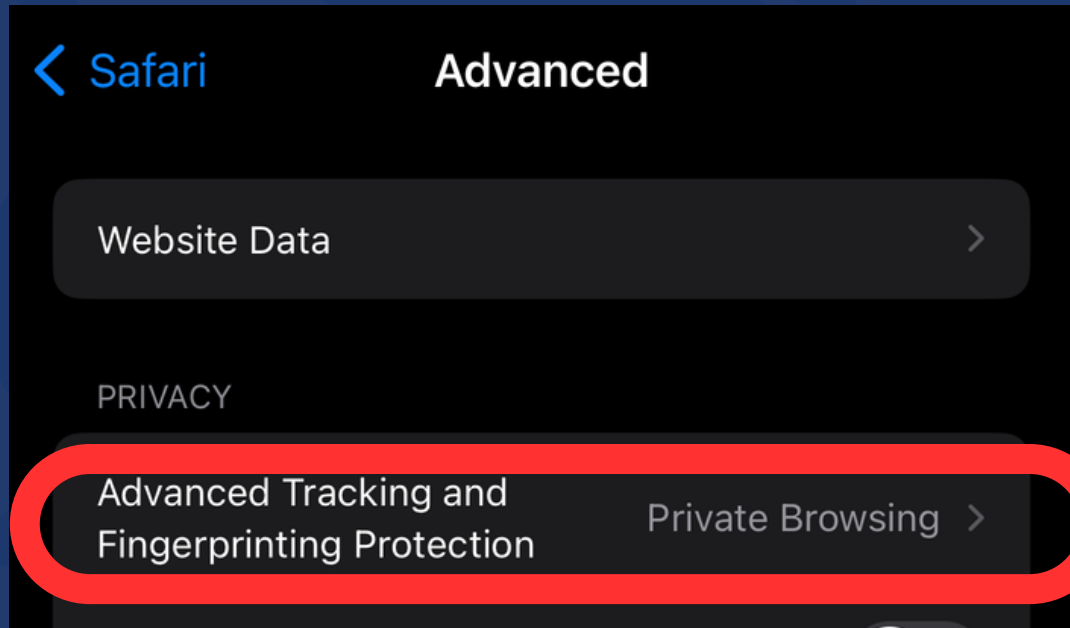 Safari
Advanced
Website Data
PRIVACY
Advanced Tracking and
Fingerprinting Protection
Private Browsing